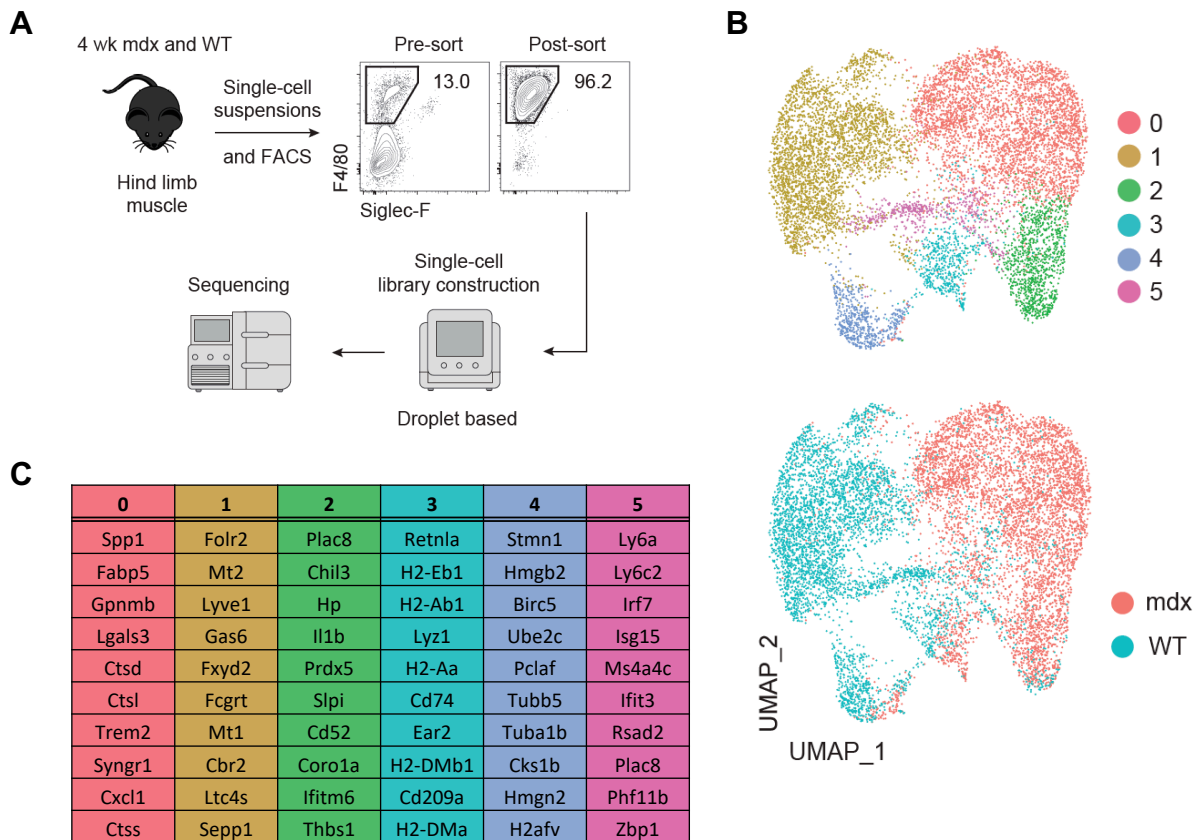 A
4 wk mdx and WT
Hind limb
muscle
Single-cell
suspensions
and FACS
Pre-sort
Post-sort
13.0
96.2
F4/80
Siglec-F
Sequencing
Single-cell
library construction
Droplet based
B
0
1
2
3
4
5
mdx
WT
UMAP_2
UMAP_1
C
0 1 2 3 4 5
Spp1 Folr2 Plac8 Retnla Stmn1 Ly6a
Fabp5 Mt2 Chil3 H2-Eb1 Hmgb2 Ly6c2
Gpnmb Lyve1 Hp H2-Ab1 Birc5 Irf7
Lgals3 Gas6 Il1b Lyz1 Ube2c Isg15
Ctsd Fxyd2 Prdx5 H2-Aa Pclaf Ms4a4c
Ctsl Fcgrt Slpi Cd74 Tubb5 Ifit3
Trem2 Mt1 Cd52 Ear2 Tuba1b Rsad2
Syngr1 Cbr2 Coro1a H2-DMb1 Cks1b Plac8
Cxcl1 Ltc4s Ifitm6 Cd209a Hmgn2 Phf11b
Ctss Sepp1 Thbs1 H2-DMa H2afv Zbp1